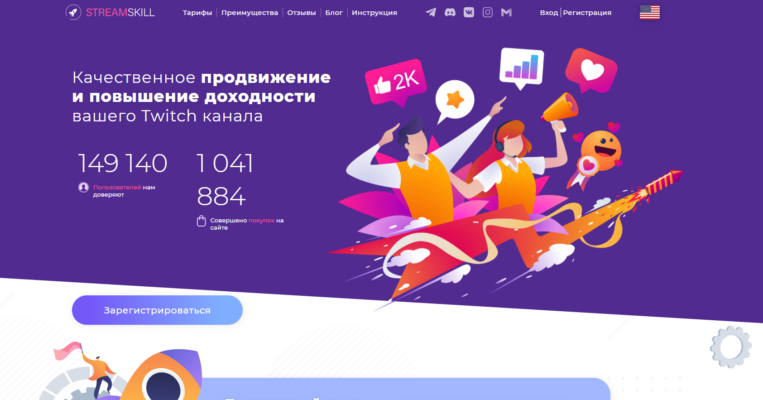 STREAMSKILL
Тарифы Преимущества Отзывы Блог Инструкция
Вход Регистрация
Качественное продвижение
и повышение доходности
вашего Twitch канала
2K
149 140
Пользователей нам
доверяют
1 041
884
Совершено покупок на
сайте
Зарегистрироваться